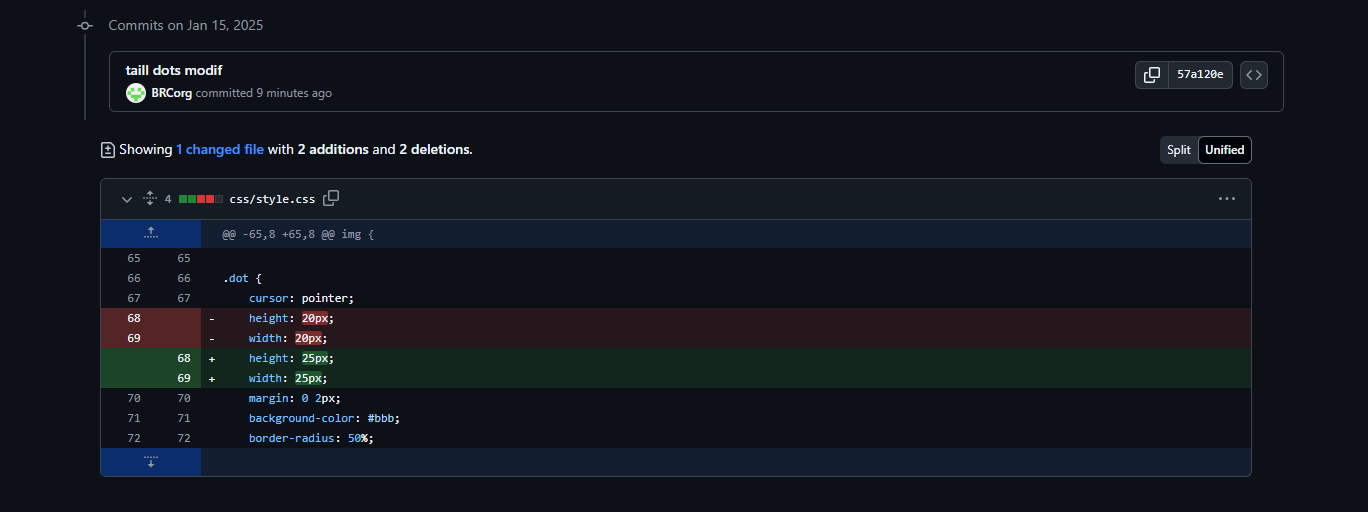 Commits on Jan 15, 2025
taill dots modif
57a120e
BRCorg committed 9 minutes ago
Showing 1 changed file with 2 additions and 2 deletions.
Split Unified
4 css/style.css
@@ -65,8 +65,8 @@ img {
65 65
66 66 .dot {
67 67 cursor: pointer;
68 - height: 20px;
69 - width: 20px;
68 + height: 25px;
69 + width: 25px;
70 70 margin: 0 2px;
71 71 background-color: #bbb;
72 72 border-radius: 50%;